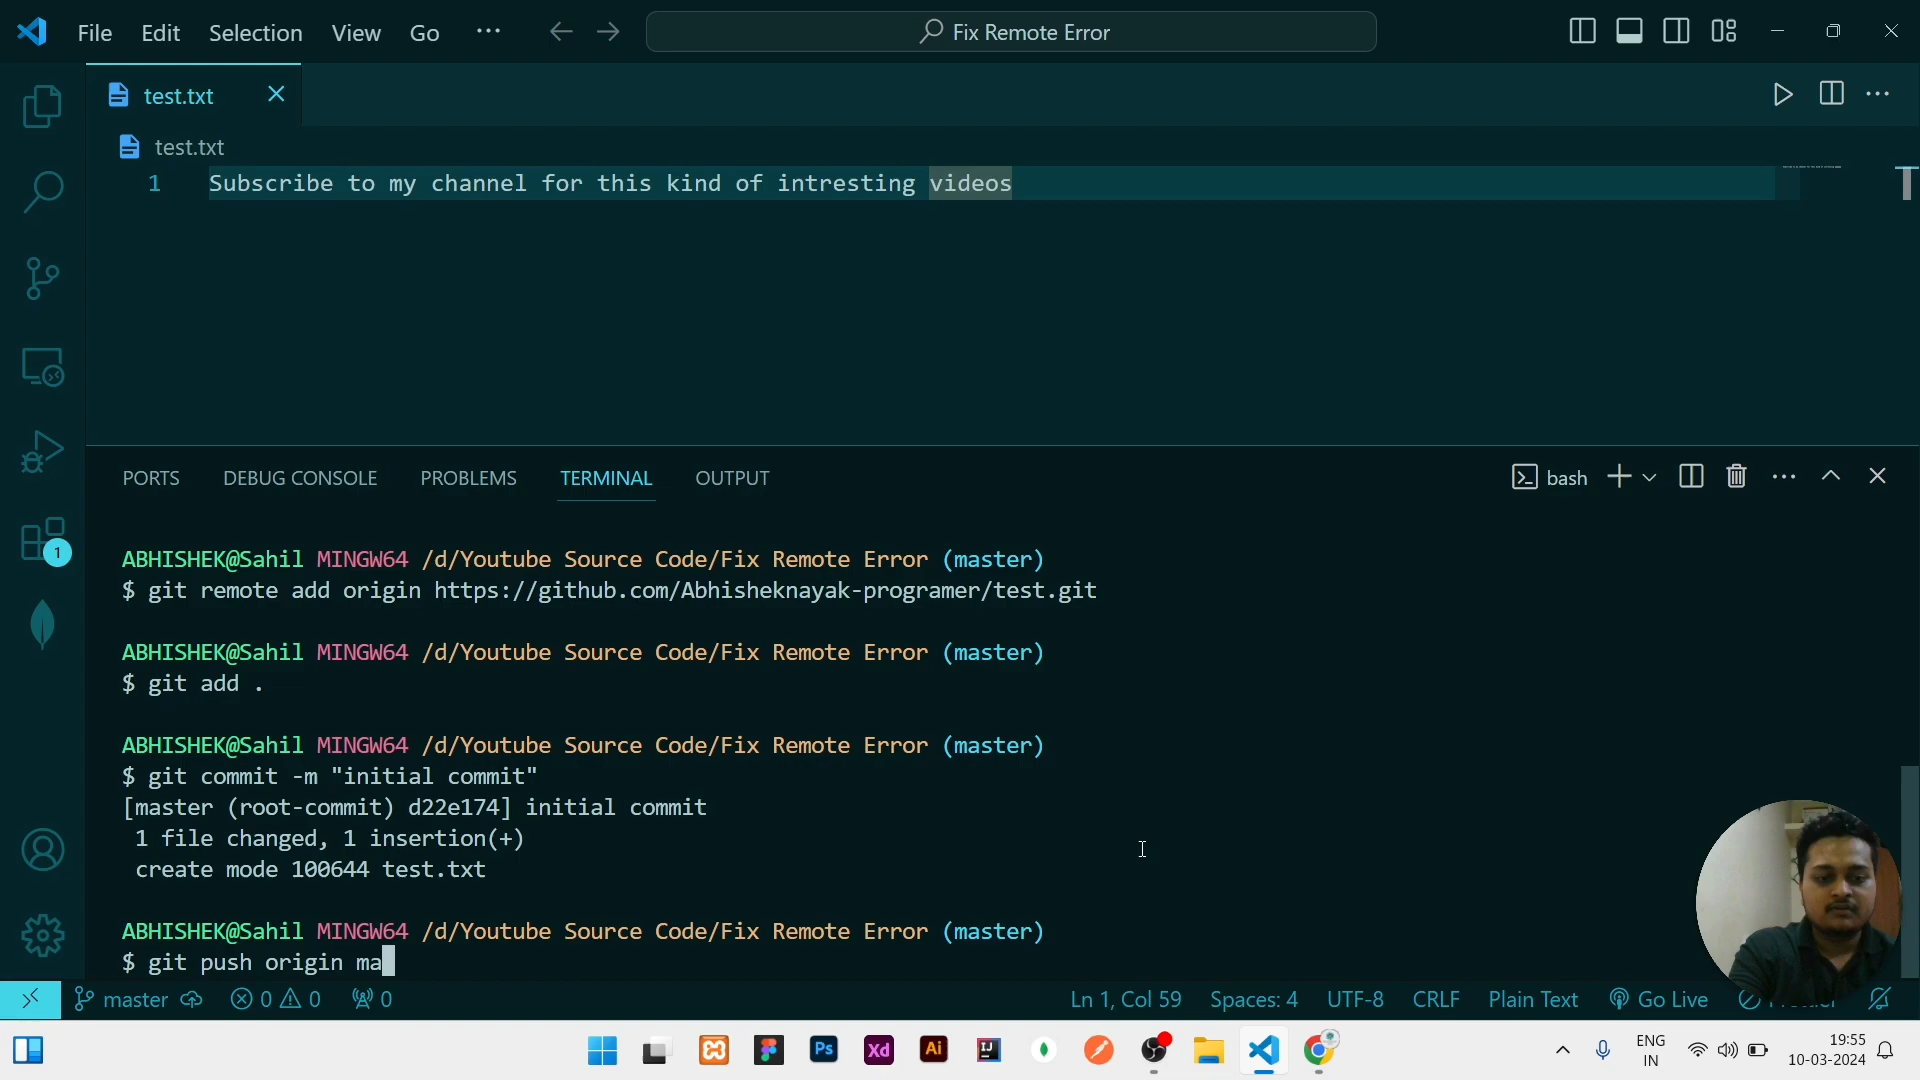 File Edit Selection View Go ··· Fix Remote Error
test.txt
test.txt
1 Subscribe to my channel for this kind of intresting videos
PORTS DEBUG CONSOLE PROBLEMS TERMINAL OUTPUT bash
ABHISHEK@Sahil MINGW64 /d/Youtube Source Code/Fix Remote Error (master)
$ git remote add origin https://github.com/Abhisheknayak-programer/test.git
ABHISHEK@Sahil MINGW64 /d/Youtube Source Code/Fix Remote Error (master)
$ git add .
ABHISHEK@Sahil MINGW64 /d/Youtube Source Code/Fix Remote Error (master)
$ git commit -m "initial commit"
[master (root-commit) d22e174] initial commit
1 file changed, 1 insertion(+)
create mode 100644 test.txt
ABHISHEK@Sahil MINGW64 /d/Youtube Source Code/Fix Remote Error (master)
$ git push origin ma
1
master 0 0 0 Ln 1, Col 59 Spaces: 4 UTF-8 CRLF Plain Text Go Live
Ps Xd Ai IJ ENG 19:55
IN 10-03-2024